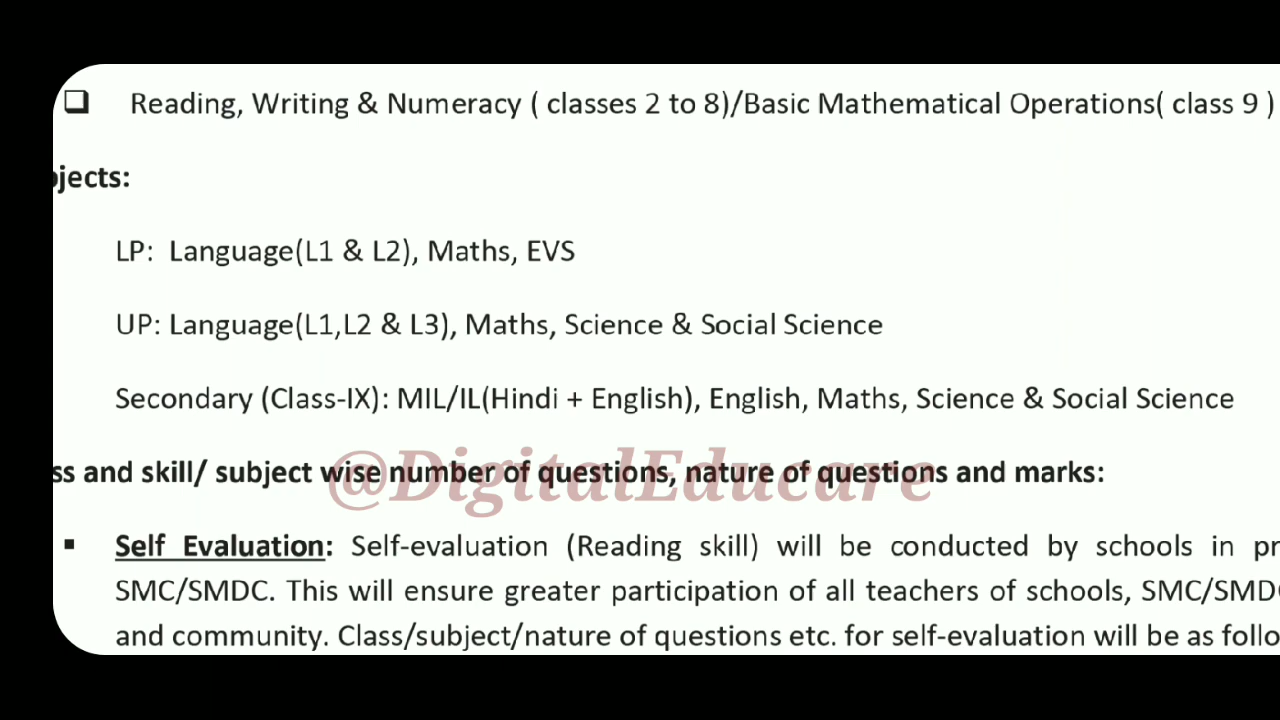 ❑ Reading, Writing & Numeracy ( classes 2 to 8)/Basic Mathematical Operations( class 9 )
jects:
LP: Language(L1 & L2), Maths, EVS
UP: Language(L1,L2 & L3), Maths, Science & Social Science
Secondary (Class-IX): MIL/IL(Hindi + English), English, Maths, Science & Social Science
ss and skill/ subject wise number of questions, nature of questions and marks:
@DigitalEducare
▪ Self Evaluation: Self-evaluation (Reading skill) will be conducted by schools in pr
SMC/SMDC. This will ensure greater participation of all teachers of schools, SMC/SMD
and community. Class/subject/nature of questions etc. for self-evaluation will be as follo